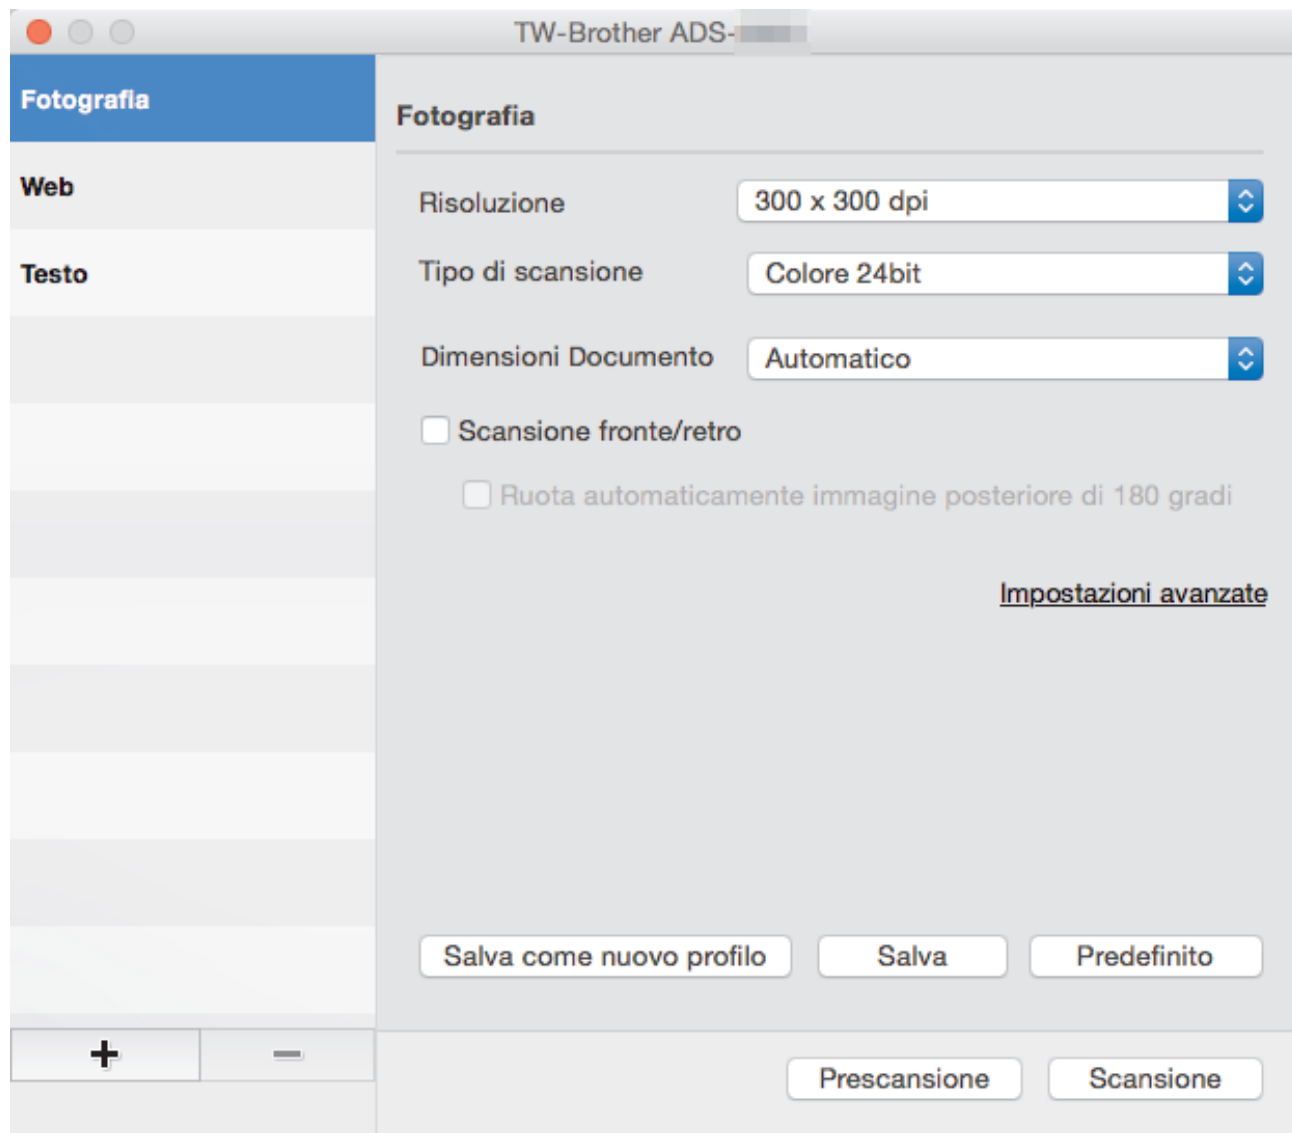 TW-Brother ADS-
Fotografia
Web
Testo
Fotografia
Risoluzione 300 x 300 dpi
Tipo di scansione Colore 24bit
Dimensioni Documento Automatico
Scansione fronte/retro
Ruota automaticamente immagine posteriore di 180 gradi
Impostazioni avanzate
Salva come nuovo profilo Salva Predefinito
+ −
Prescansione Scansione